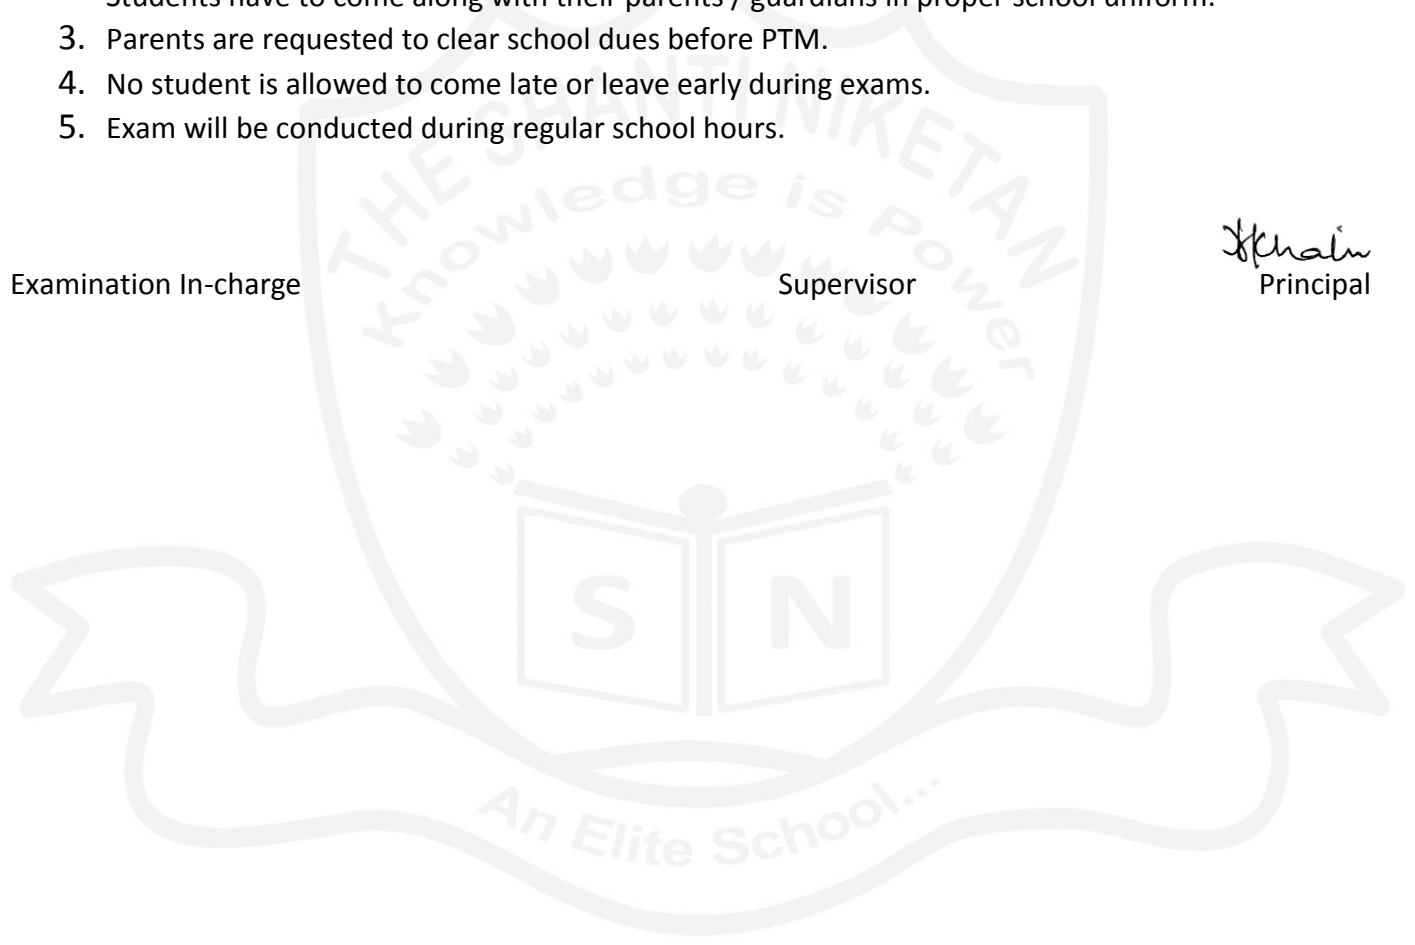 Students have to come along with their parents / guardians in proper school uniform.
3. Parents are requested to clear school dues before PTM.
4. No student is allowed to come late or leave early during exams.
5. Exam will be conducted during regular school hours.
Examination In-charge Supervisor Principal
THE SHANTI NIKETAN
Knowledge is Power
S N
An Elite School...